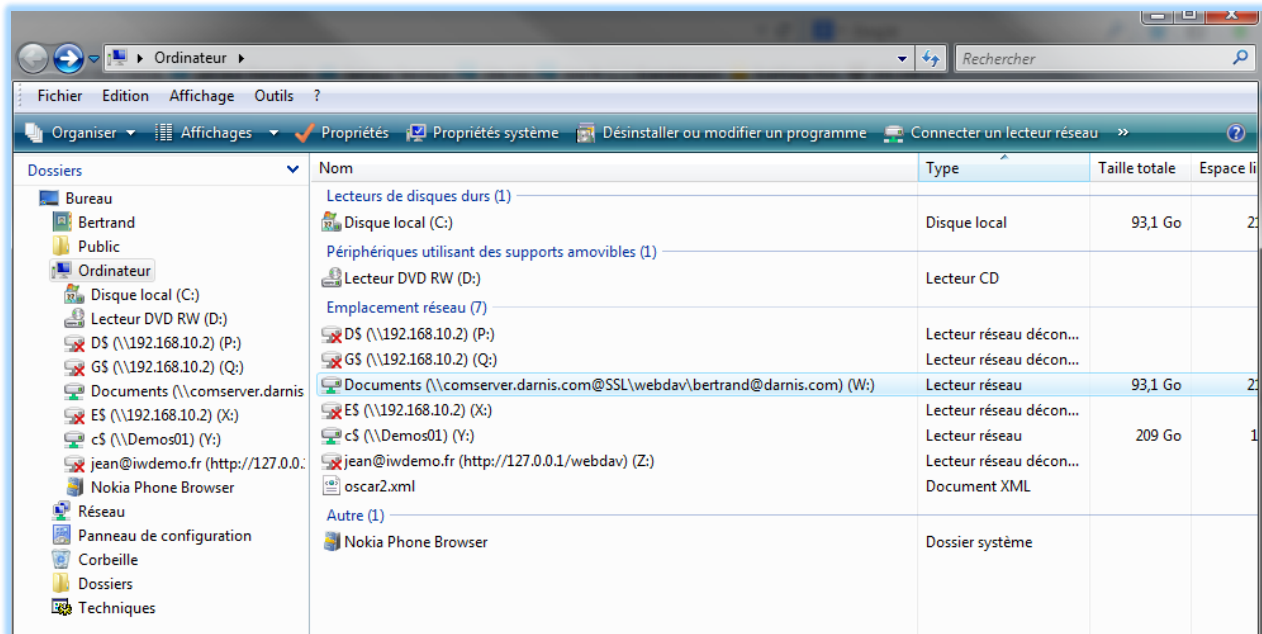 Google
Ordinateur
Rechercher
Fichier Edition Affichage Outils ?
Organiser Affichages Propriétés Propriétés système Désinstaller ou modifier un programme Connecter un lecteur réseau » ?
Dossiers
Bureau
Bertrand
Public
Ordinateur
Disque local (C:)
Lecteur DVD RW (D:)
D$ (\\192.168.10.2) (P:)
G$ (\\192.168.10.2) (Q:)
Documents (\\comserver.darnis
E$ (\\192.168.10.2) (X:)
c$ (\\Demos01) (Y:)
jean@iwdemo.fr (http://127.0.0.
Nokia Phone Browser
Réseau
Panneau de configuration
Corbeille
Dossiers
Techniques
Nom Type Taille totale Espace li
Lecteurs de disques durs (1)
Disque local (C:) Disque local 93,1 Go 21
Périphériques utilisant des supports amovibles (1)
Lecteur DVD RW (D:) Lecteur CD
Emplacement réseau (7)
D$ (\\192.168.10.2) (P:) Lecteur réseau décon...
G$ (\\192.168.10.2) (Q:) Lecteur réseau décon...
Documents (\\comserver.darnis.com@SSL\webdav\bertrand@darnis.com) (W:) Lecteur réseau 93,1 Go 21
E$ (\\192.168.10.2) (X:) Lecteur réseau décon...
c$ (\\Demos01) (Y:) Lecteur réseau 209 Go 1
jean@iwdemo.fr (http://127.0.0.1/webdav) (Z:) Lecteur réseau décon...
oscar2.xml Document XML
Autre (1)
Nokia Phone Browser Dossier système